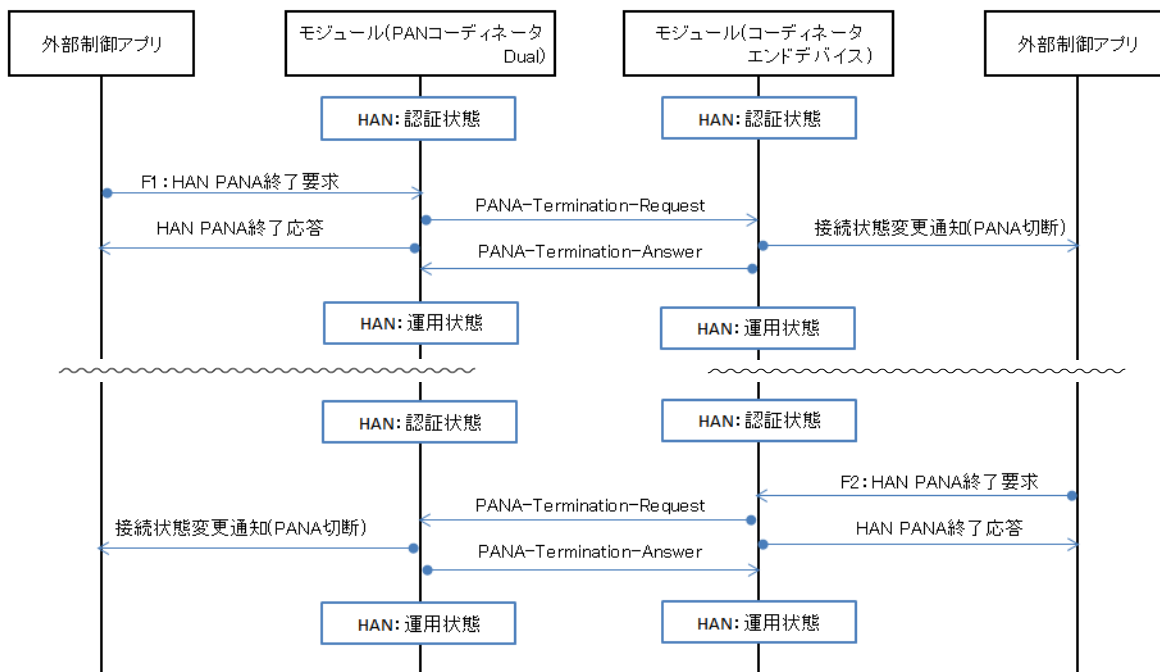 外部制御アプリ
モジュール(PANコーディネータ
Dual)
モジュール(コーディネータ
エンドデバイス)
外部制御アプリ
HAN:認証状態
HAN:認証状態
F1:HAN PANA終了要求
PANA-Termination-Request
HAN PANA終了応答
接続状態変更通知(PANA切断)
PANA-Termination-Answer
HAN:運用状態
HAN:運用状態
HAN:認証状態
HAN:認証状態
F2:HAN PANA終了要求
PANA-Termination-Request
接続状態変更通知(PANA切断)
HAN PANA終了応答
PANA-Termination-Answer
HAN:運用状態
HAN:運用状態